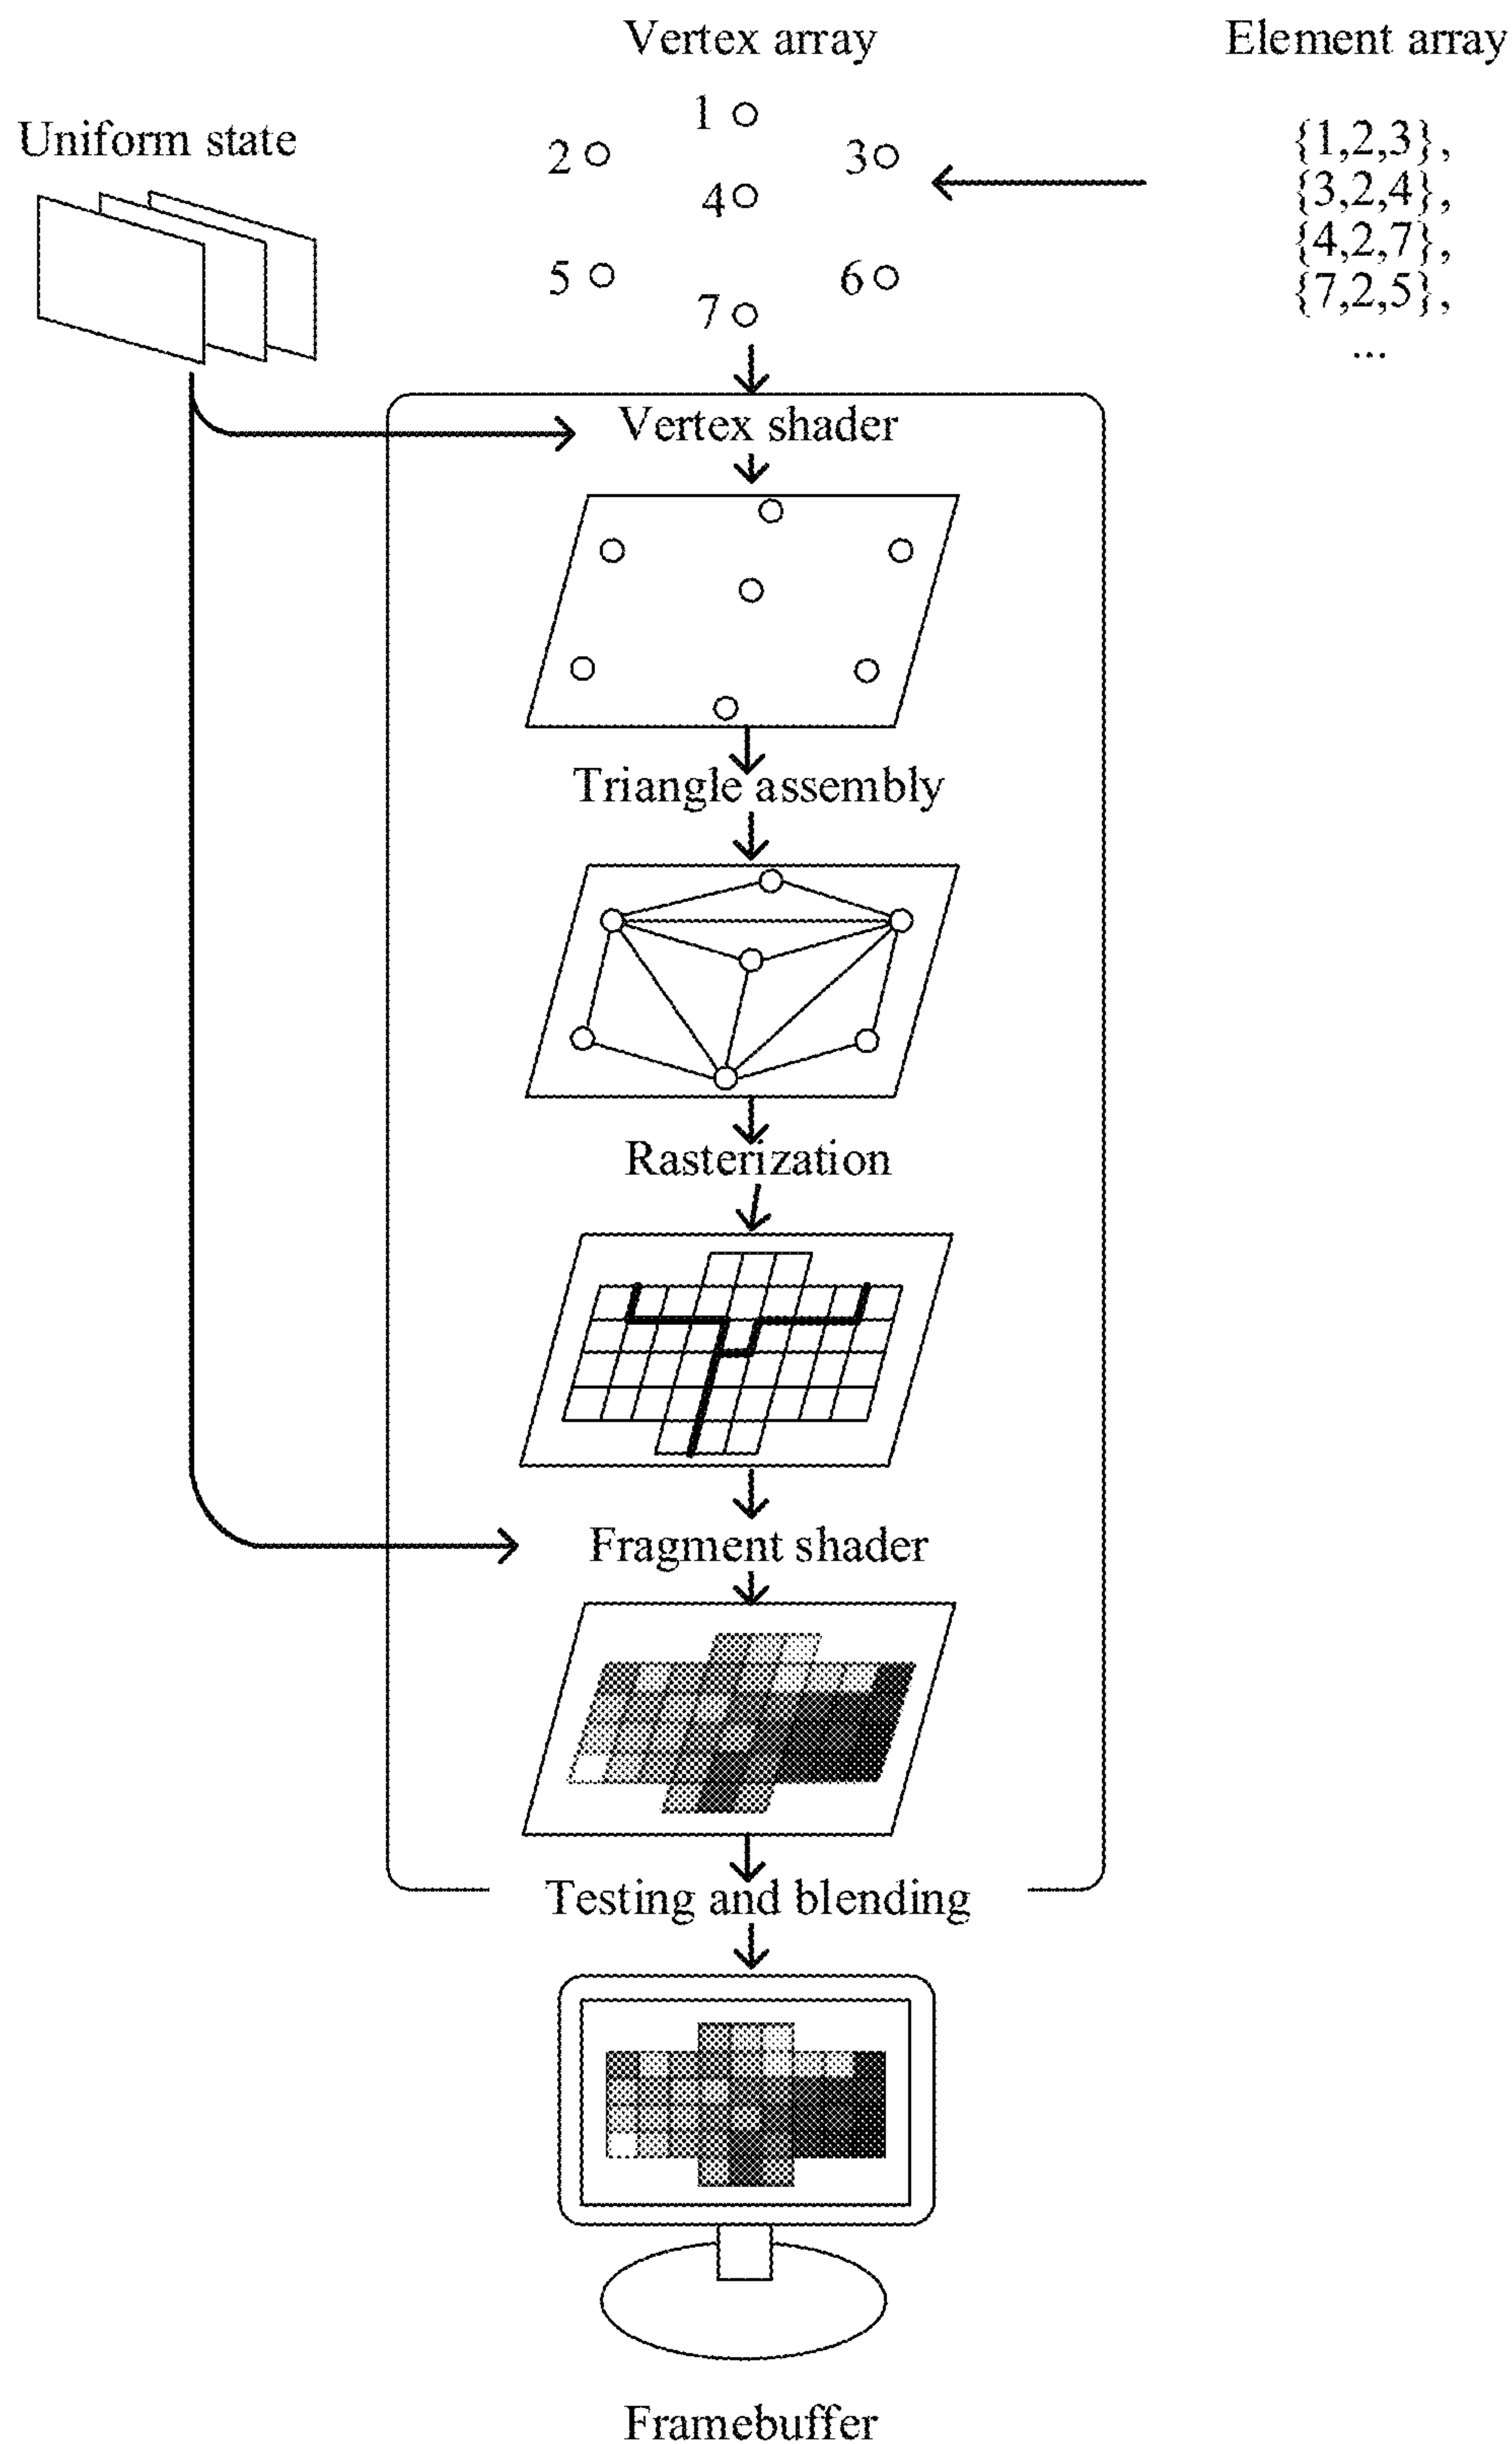 Vertex array
Element array
Uniform state
1
2
3
4
5
6
7
{1,2,3},
{3,2,4},
{4,2,7},
{7,2,5},
...
Vertex shader
Triangle assembly
Rasterization
Fragment shader
Testing and blending
Framebuffer